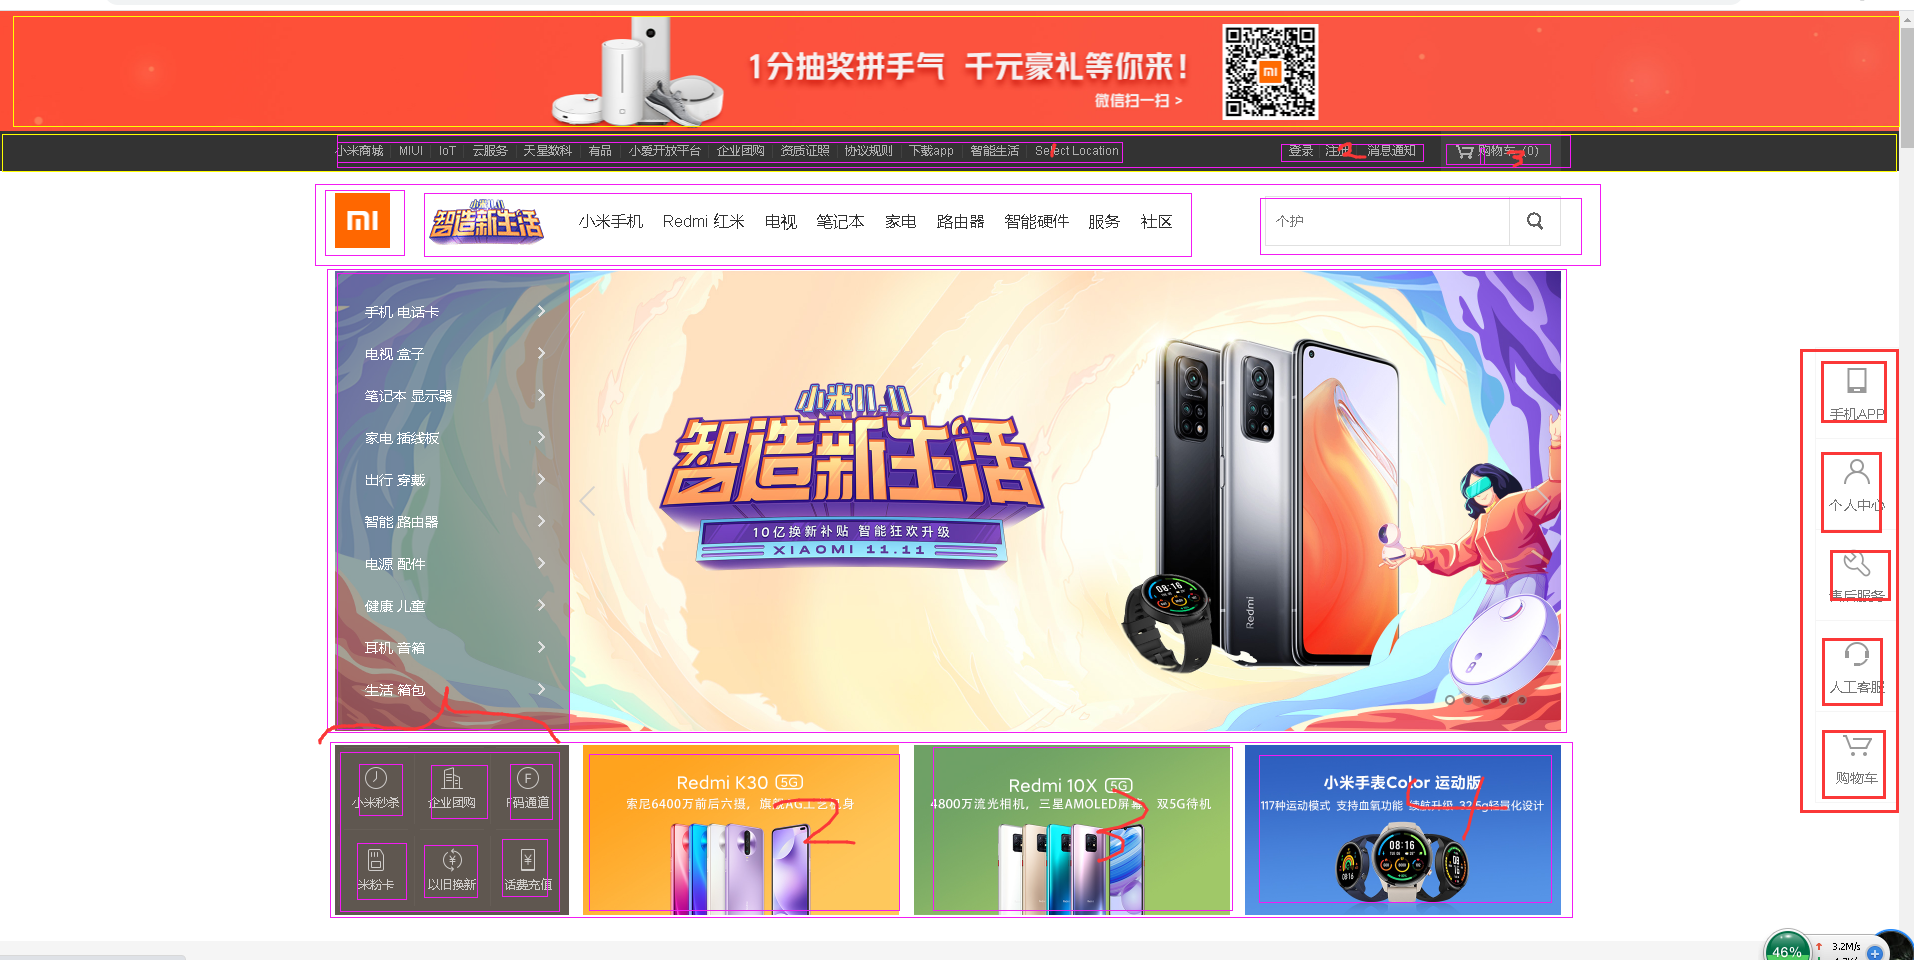 1分抽奖拼手气 千元豪礼等你来！
微信扫一扫 >
小米商城 MIUI IoT 云服务 天星数科 有品 小爱开放平台 企业团购 资质证照 协议规则 下载app 智能生活 Select Location 1
登录 注册 消息通知 2
购物车 (0) 3
小米11.11
智造新生活
小米手机 Redmi 红米 电视 笔记本 家电 路由器 智能硬件 服务 社区
个护
手机 电话卡
电视 盒子
笔记本 显示器
家电 插线板
出行 穿戴
智能 路由器
电源 配件
健康 儿童
耳机 音箱
生活 箱包
小米11.11
智造新生活
10亿换新补贴 智能狂欢升级
XIAOMI 11.11
08:16
Redmi
手机APP
个人中心
售后服务
人工客服
购物车
小米秒杀 企业团购 F码通道
米粉卡 以旧换新 话费充值
Redmi K30 5G
索尼6400万前后六摄，旗舰AG工艺机身
2
Redmi 10X 5G
4800万流光相机，三星AMOLED屏幕，双5G待机
3
小米手表Color 运动版
117种运动模式 支持血氧功能 续航升级 32.5g轻量化设计
4
08:16
46%
3.2M/s